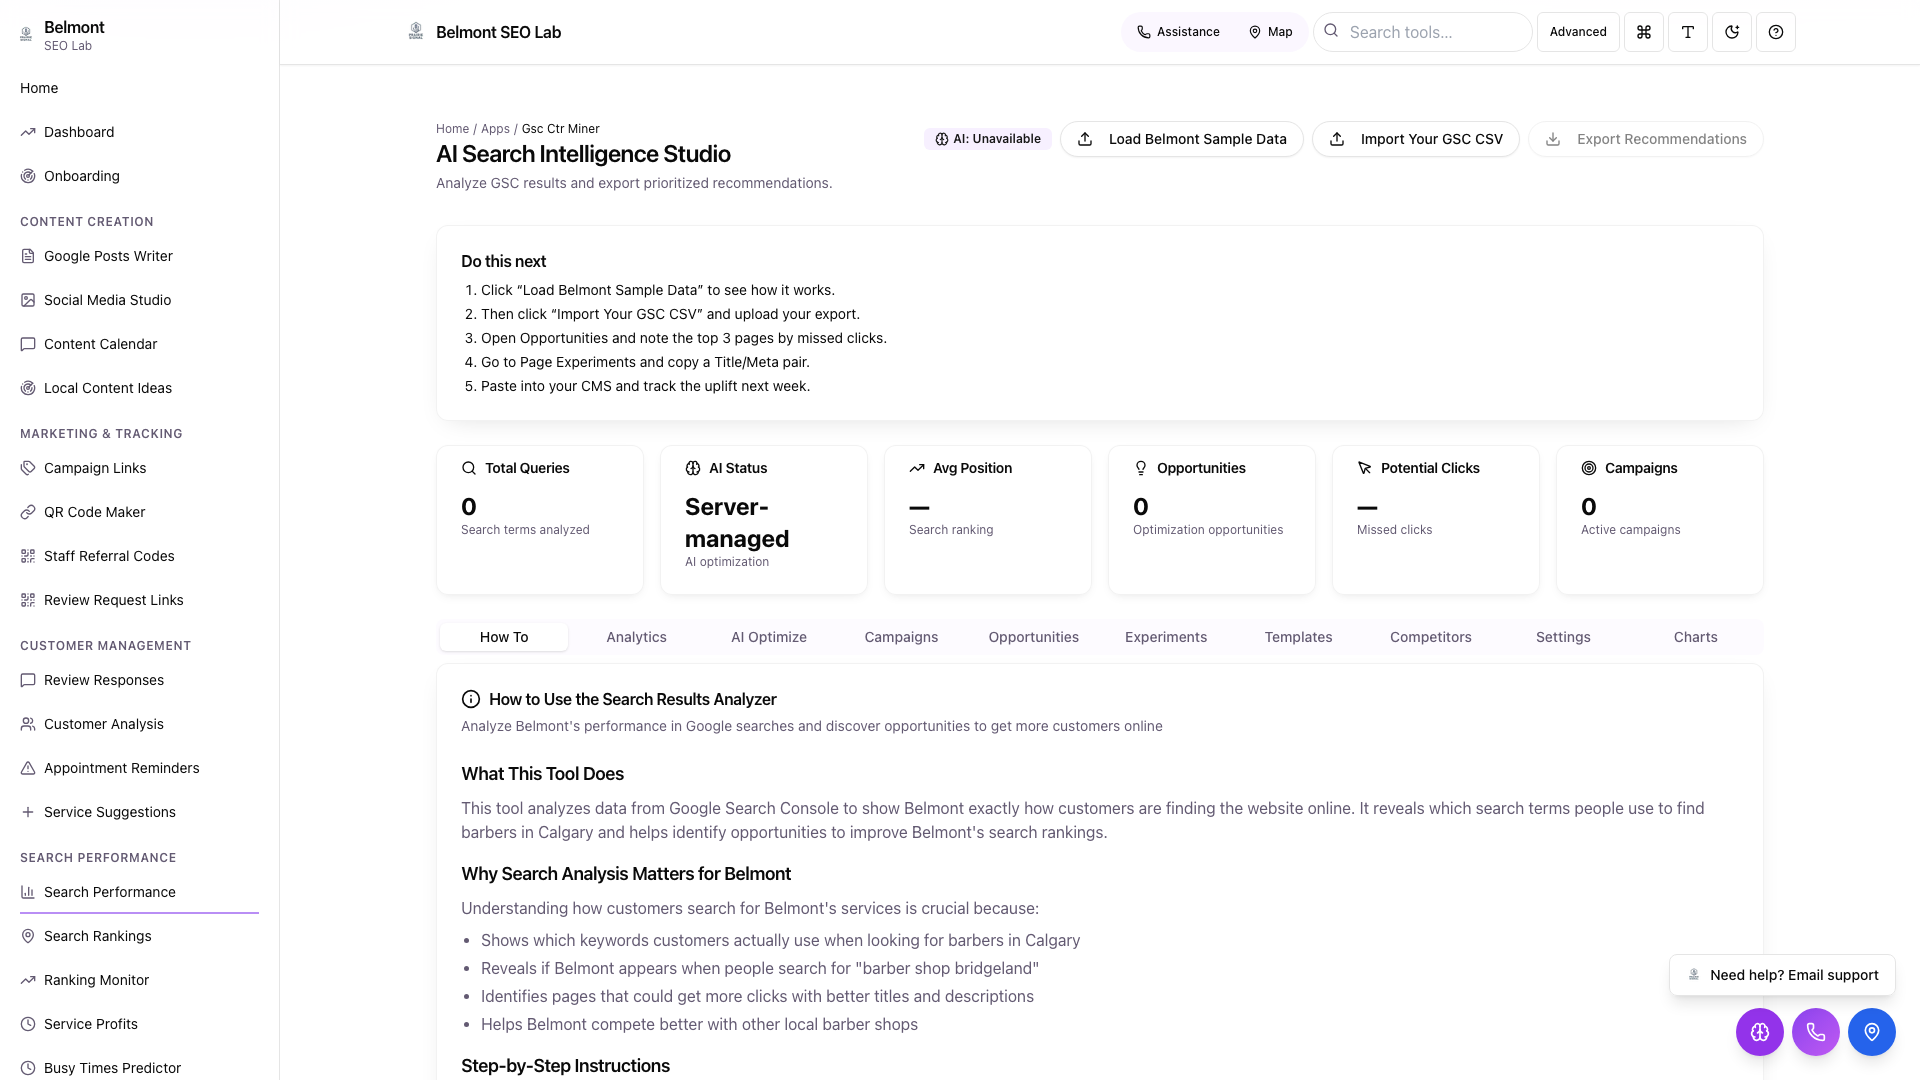 Belmont
SEO Lab
Home
Dashboard
Onboarding
CONTENT CREATION
Google Posts Writer
Social Media Studio
Content Calendar
Local Content Ideas
MARKETING & TRACKING
Campaign Links
QR Code Maker
Staff Referral Codes
Review Request Links
CUSTOMER MANAGEMENT
Review Responses
Customer Analysis
Appointment Reminders
Service Suggestions
SEARCH PERFORMANCE
Search Performance
Search Rankings
Ranking Monitor
Service Profits
Busy Times Predictor
Belmont SEO Lab
Assistance
Map
Search tools...
Advanced
Home / Apps / Gsc Ctr Miner
AI Search Intelligence Studio
Analyze GSC results and export prioritized recommendations.
AI: Unavailable
Load Belmont Sample Data
Import Your GSC CSV
Export Recommendations
Do this next
1. Click “Load Belmont Sample Data” to see how it works.
2. Then click “Import Your GSC CSV” and upload your export.
3. Open Opportunities and note the top 3 pages by missed clicks.
4. Go to Page Experiments and copy a Title/Meta pair.
5. Paste into your CMS and track the uplift next week.
Total Queries
0
Search terms analyzed
AI Status
Server-
managed
AI optimization
Avg Position
—
Search ranking
Opportunities
0
Optimization opportunities
Potential Clicks
—
Missed clicks
Campaigns
0
Active campaigns
How To
Analytics
AI Optimize
Campaigns
Opportunities
Experiments
Templates
Competitors
Settings
Charts
How to Use the Search Results Analyzer
Analyze Belmont's performance in Google searches and discover opportunities to get more customers online
What This Tool Does
This tool analyzes data from Google Search Console to show Belmont exactly how customers are finding the website online. It reveals which search terms people use to find
barbers in Calgary and helps identify opportunities to improve Belmont's search rankings.
Why Search Analysis Matters for Belmont
Understanding how customers search for Belmont's services is crucial because:
• Shows which keywords customers actually use when looking for barbers in Calgary
• Reveals if Belmont appears when people search for "barber shop bridgeland"
• Identifies pages that could get more clicks with better titles and descriptions
• Helps Belmont compete better with other local barber shops
Step-by-Step Instructions
Need help? Email support